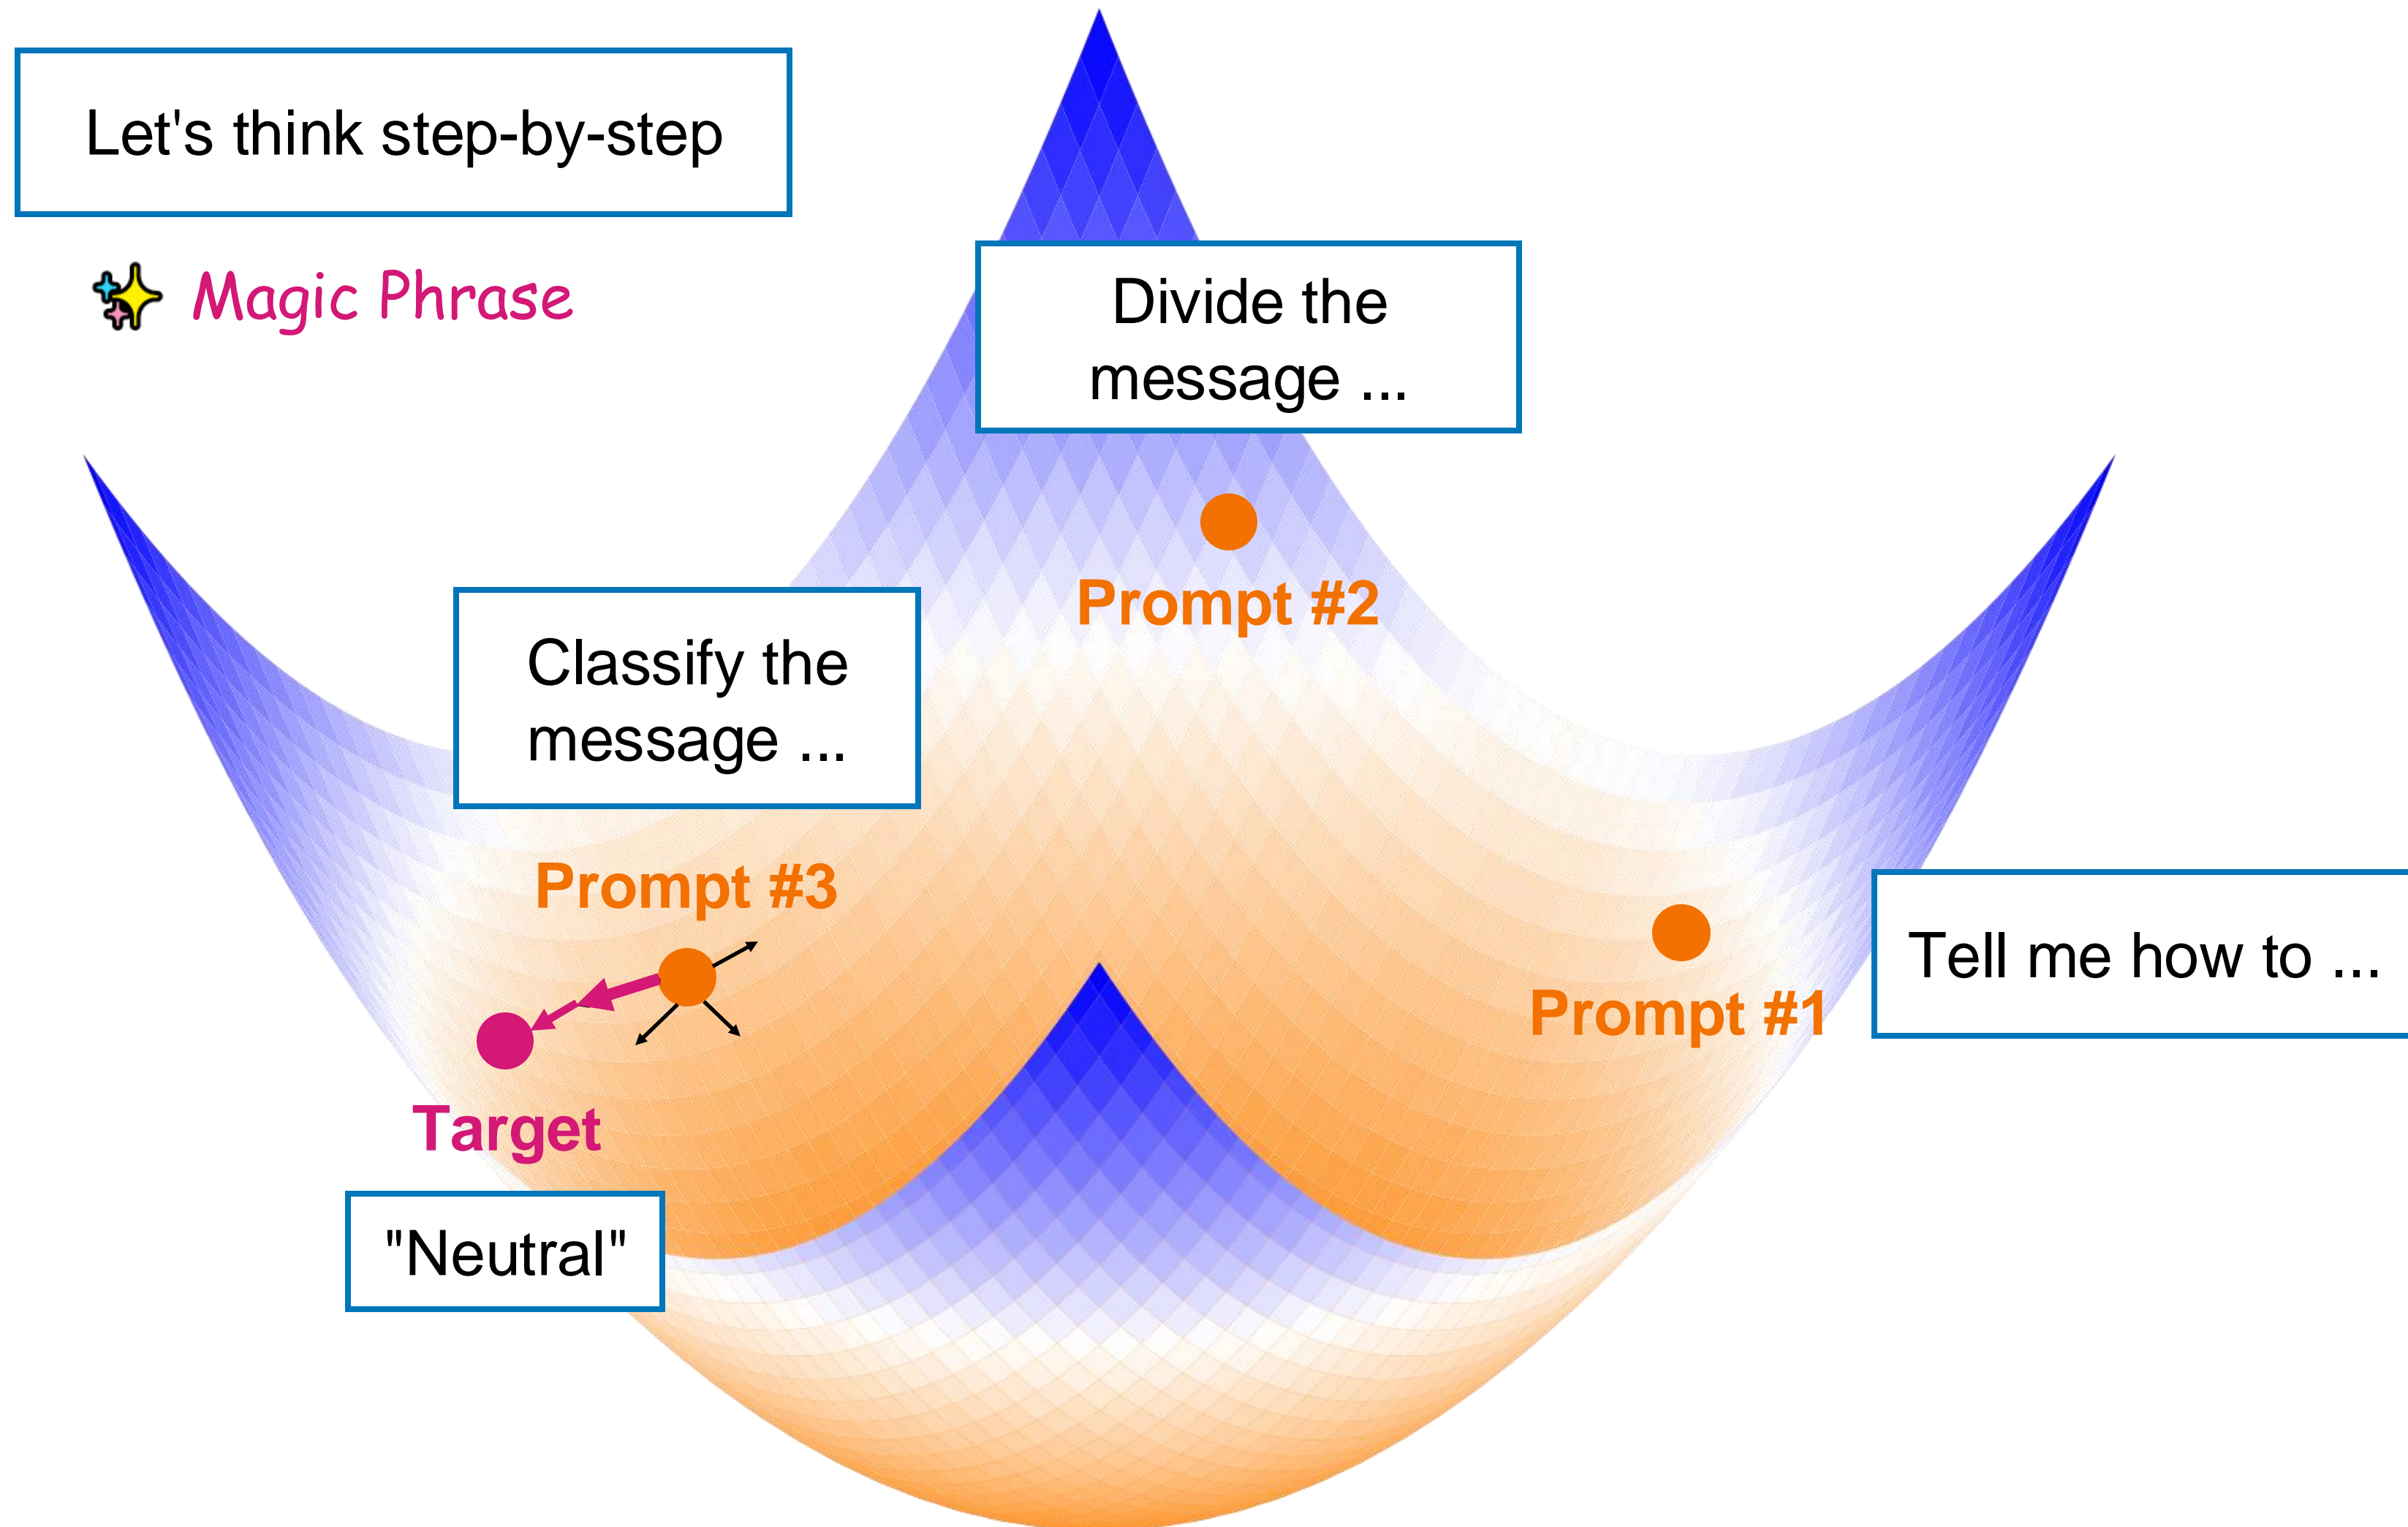 Let's think step-by-step
Magic Phrase
Divide the
message ...
Prompt #2
Classify the
message ...
Prompt #3
Tell me how to ...
Prompt #1
Target
"Neutral"